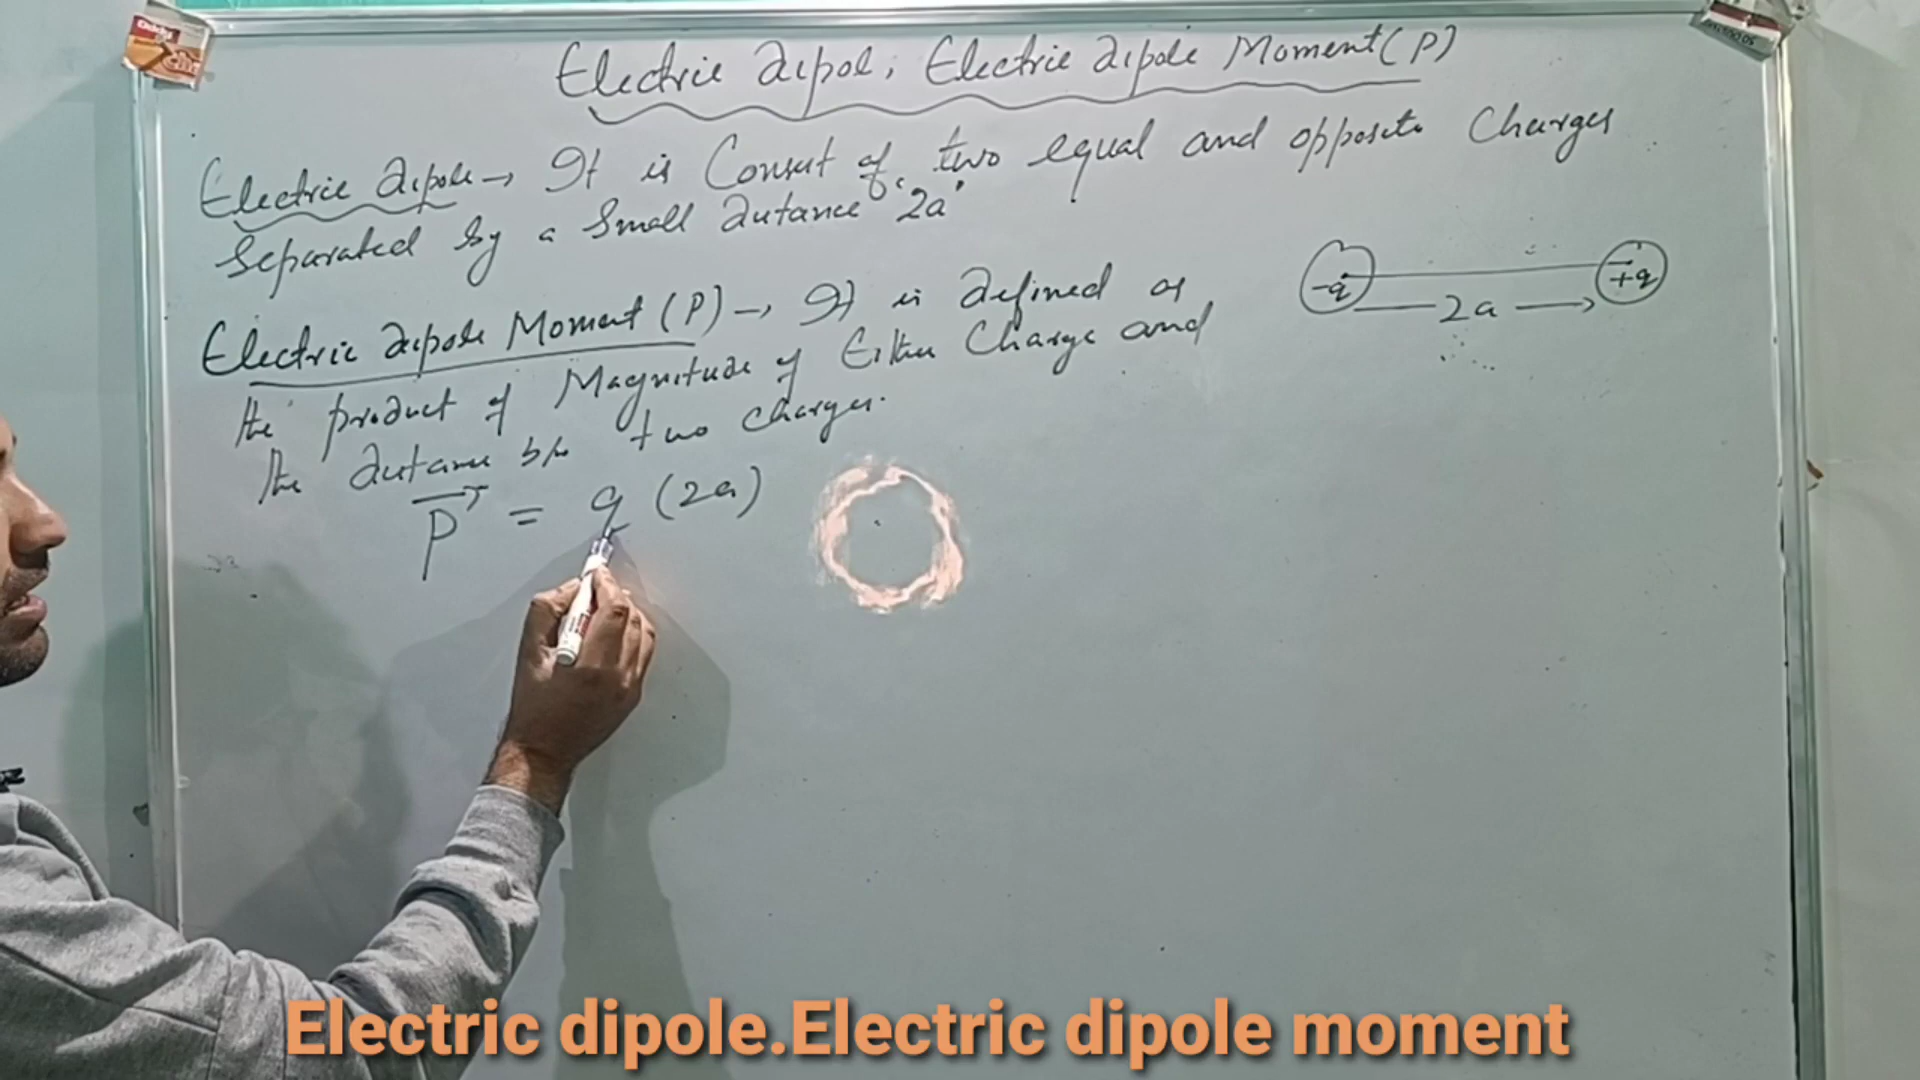 Electric dipol; Electric dipole Moment (P)
Electric dipole → It is Consist of two equal and opposite Charges
Separated by a Small distance '2a'
-q +q
2a
Electric dipole Moment (P) → It is defined as
the product of Magnitude of Either Charge and
the distance b/w two charges.
P = q (2a)
Electric dipole.Electric dipole moment